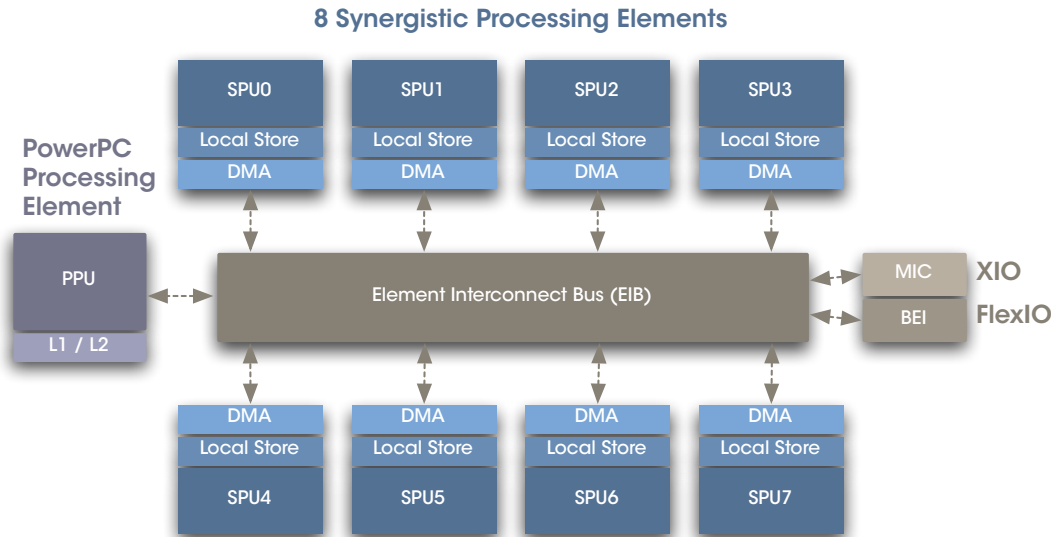 8 Synergistic Processing Elements
SPU0
SPU1
SPU2
SPU3
Local Store
Local Store
Local Store
Local Store
DMA
DMA
DMA
DMA
PowerPC
Processing
Element
PPU
L1 / L2
Element Interconnect Bus (EIB)
MIC
XIO
BEI
FlexIO
DMA
DMA
DMA
DMA
Local Store
Local Store
Local Store
Local Store
SPU4
SPU5
SPU6
SPU7